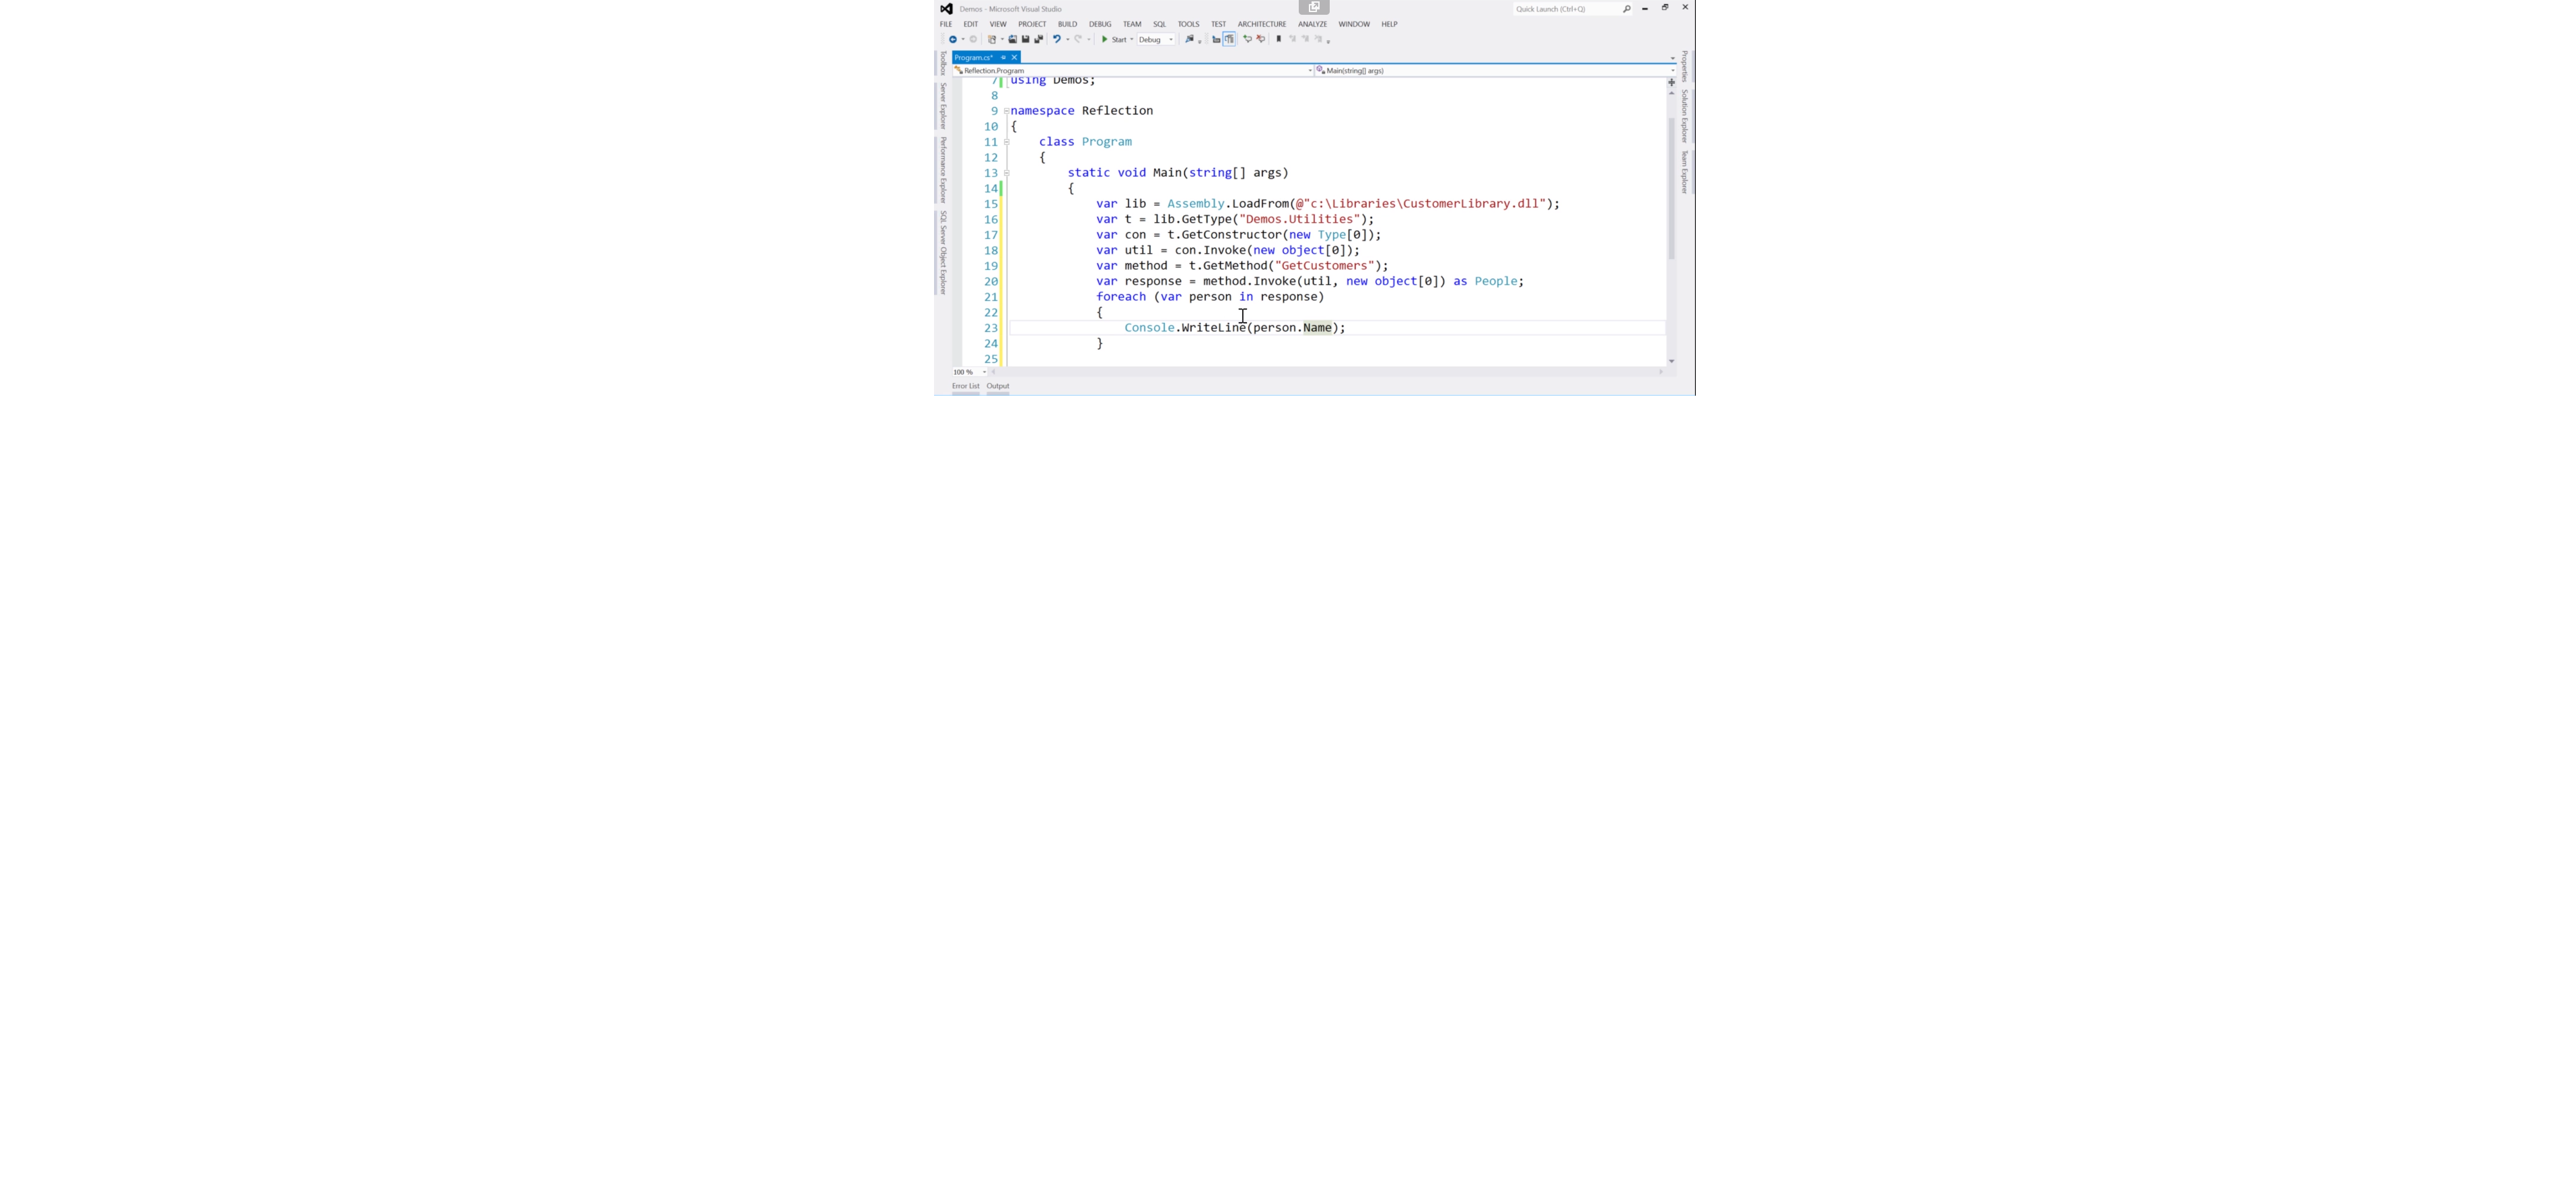 Demos - Microsoft Visual Studio
Quick Launch (Ctrl+Q)
FILE EDIT VIEW PROJECT BUILD DEBUG TEAM SQL TOOLS TEST ARCHITECTURE ANALYZE WINDOW HELP
Start Debug
Program.cs*
Reflection.Program Main(string[] args)
Toolbox
Server Explorer
Performance Explorer
SQL Server Object Explorer
7 using Demos;
8
9 namespace Reflection
10 {
11     class Program
12     {
13         static void Main(string[] args)
14         {
15             var lib = Assembly.LoadFrom(@"c:\Libraries\CustomerLibrary.dll");
16             var t = lib.GetType("Demos.Utilities");
17             var con = t.GetConstructor(new Type[0]);
18             var util = con.Invoke(new object[0]);
19             var method = t.GetMethod("GetCustomers");
20             var response = method.Invoke(util, new object[0]) as People;
21             foreach (var person in response)
22             {
23                 Console.WriteLine(person.Name);
24             }
25
Properties
Solution Explorer
Team Explorer
100 %
Error List Output